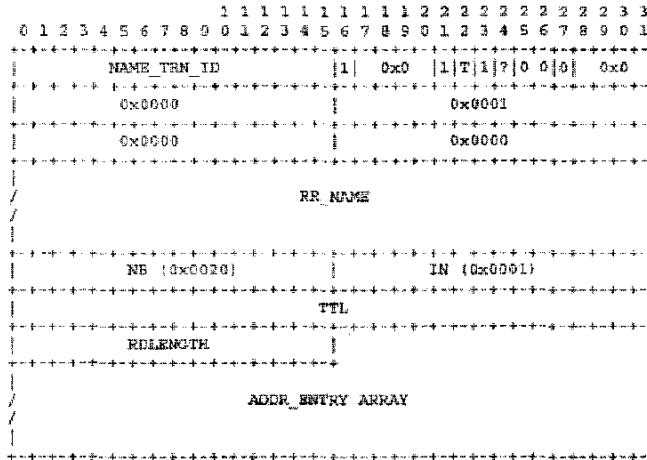 1 1 1 1 1 1 1 1 1 1 2 2 2 2 2 2 2 2 2 2 3 3
0 1 2 3 4 5 6 7 8 9 0 1 2 3 4 5 6 7 8 9 0 1 2 3 4 5 6 7 8 9 0 1
+-+-+-+-+-+-+-+-+-+-+-+-+-+-+-+-+-+-+-+-+-+-+-+-+-+-+-+-+-+-+-+-+
| NAME_TRN_ID |1| 0x0 |1|T|1|?|0 0|0| 0x0
+-+-+-+-+-+-+-+-+-+-+-+-+-+-+-+-+-+-+-+-+-+-+-+-+-+-+-+-+-+-+-+-+
| 0x0000 | 0x0001
+-+-+-+-+-+-+-+-+-+-+-+-+-+-+-+-+-+-+-+-+-+-+-+-+-+-+-+-+-+-+-+-+
| 0x0000 | 0x0000
+-+-+-+-+-+-+-+-+-+-+-+-+-+-+-+-+-+-+-+-+-+-+-+-+-+-+-+-+-+-+-+-+
|
/ RR_NAME
/
|
+-+-+-+-+-+-+-+-+-+-+-+-+-+-+-+-+-+-+-+-+-+-+-+-+-+-+-+-+-+-+-+-+
| NB (0x0020) | IN (0x0001)
+-+-+-+-+-+-+-+-+-+-+-+-+-+-+-+-+-+-+-+-+-+-+-+-+-+-+-+-+-+-+-+-+
| TTL
+-+-+-+-+-+-+-+-+-+-+-+-+-+-+-+-+-+-+-+-+-+-+-+-+-+-+-+-+-+-+-+-+
| RDLENGTH |
+-+-+-+-+-+-+-+-+-+-+-+-+-+-+-+-+
|
/ ADDR_ENTRY ARRAY
/
|
+-+-+-+-+-+-+-+-+-+-+-+-+-+-+-+-+-+-+-+-+-+-+-+-+-+-+-+-+-+-+-+-+